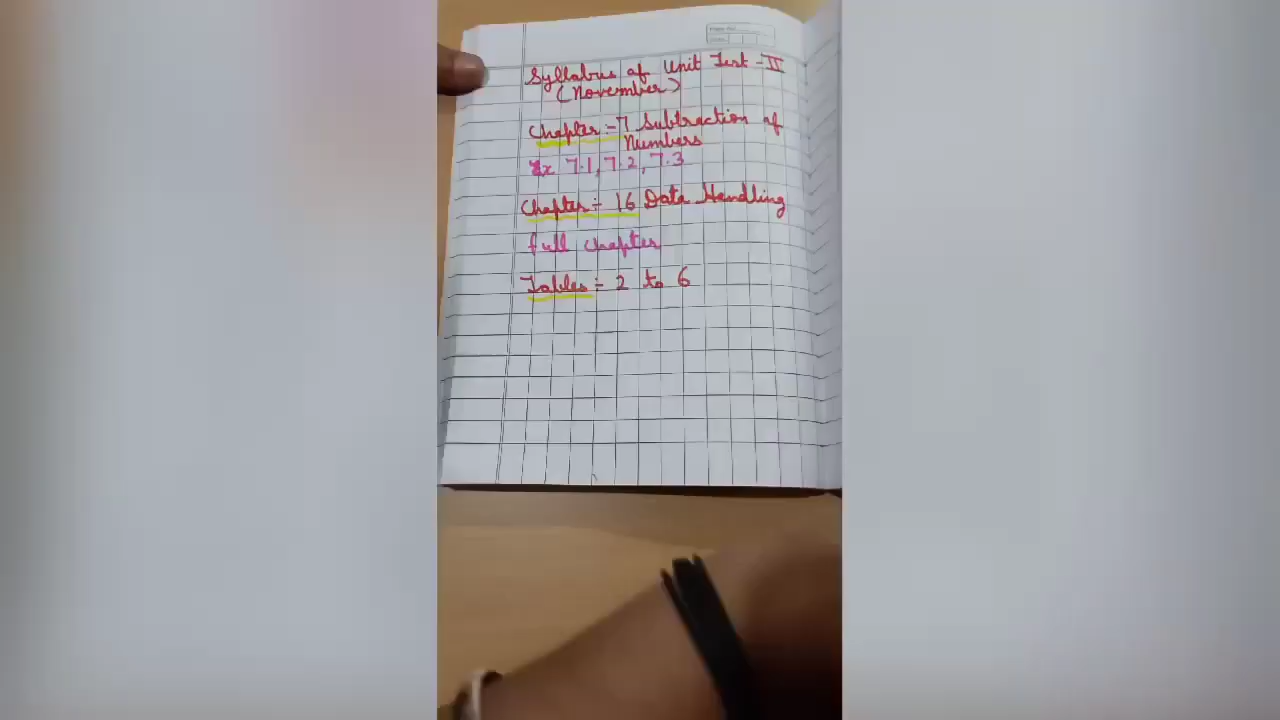 Syllabus of Unit Test - II
(November)
Chapter :- 7 Subtraction of
Numbers
Ex 7.1, 7.2, 7.3
Chapter :- 16 Data Handling
full chapter
Tables :- 2 to 6